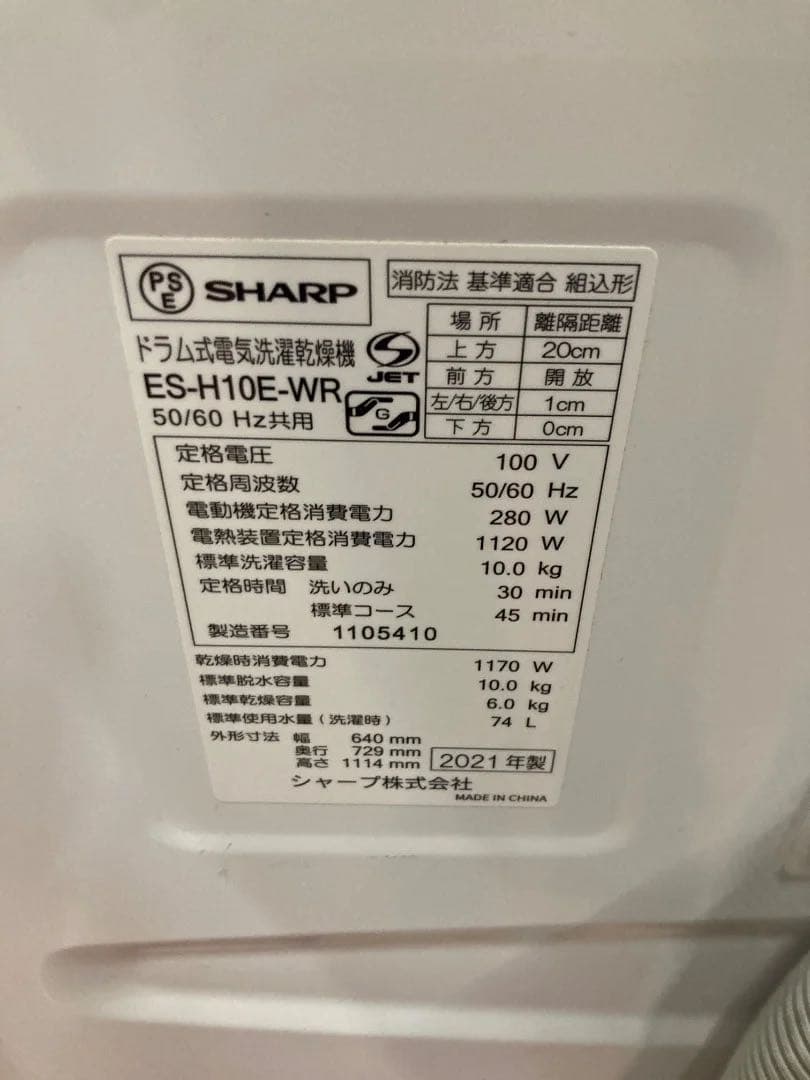 PS E SHARP
消防法 基準適合 組込形
場所 離隔距離
上方 20cm
前方 開放
左/右/後方 1cm
下方 0cm
ドラム式電気洗濯乾燥機
JET
ES-H10E-WR
G
50/60 Hz共用
定格電圧 100 V
定格周波数 50/60 Hz
電動機定格消費電力 280 W
電熱装置定格消費電力 1120 W
標準洗濯容量 10.0 kg
定格時間 洗いのみ 30 min
標準コース 45 min
製造番号 1105410
乾燥時消費電力 1170 W
標準脱水容量 10.0 kg
標準乾燥容量 6.0 kg
標準使用水量(洗濯時) 74 L
外形寸法 幅 640 mm
奥行 729 mm
高さ 1114 mm 2021年製
シャープ株式会社
MADE IN CHINA